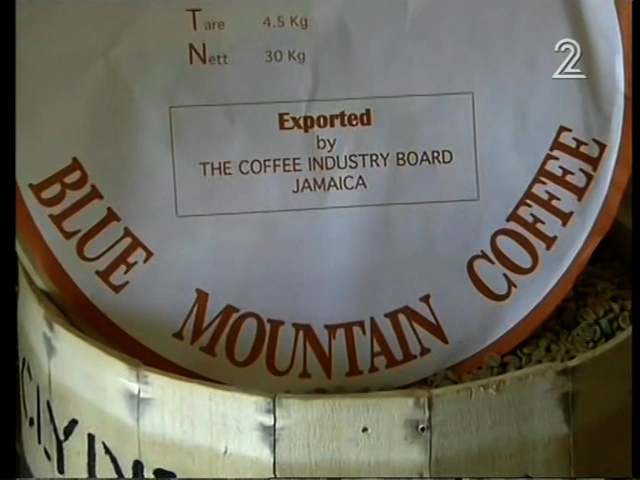 Tare 4.5 Kg
Nett 30 Kg
2
Exported
by
THE COFFEE INDUSTRY BOARD
JAMAICA
BLUE MOUNTAIN COFFEE